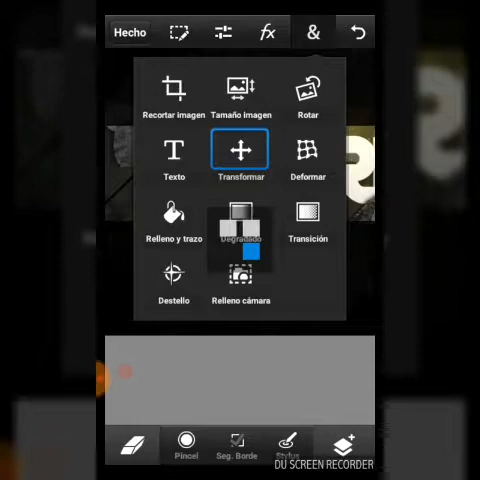 Hecho fx &
Recortar imagen Tamaño imagen Rotar
T
Texto Transformar Deformar
Relleno y trazo Degradado Transición
Destello Relleno cámara
Pincel Seg. Borde Stylus
DU SCREEN RECORDER